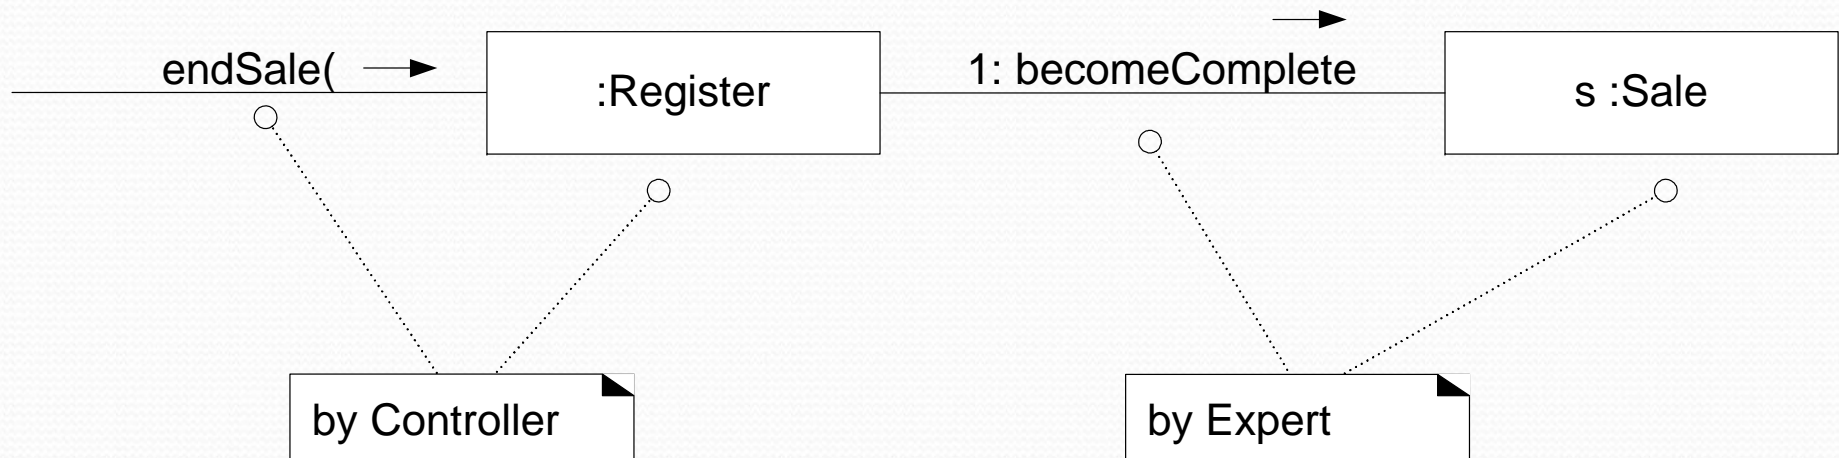 endSale(
:Register
1: becomeComplete
s :Sale
by Controller
by Expert